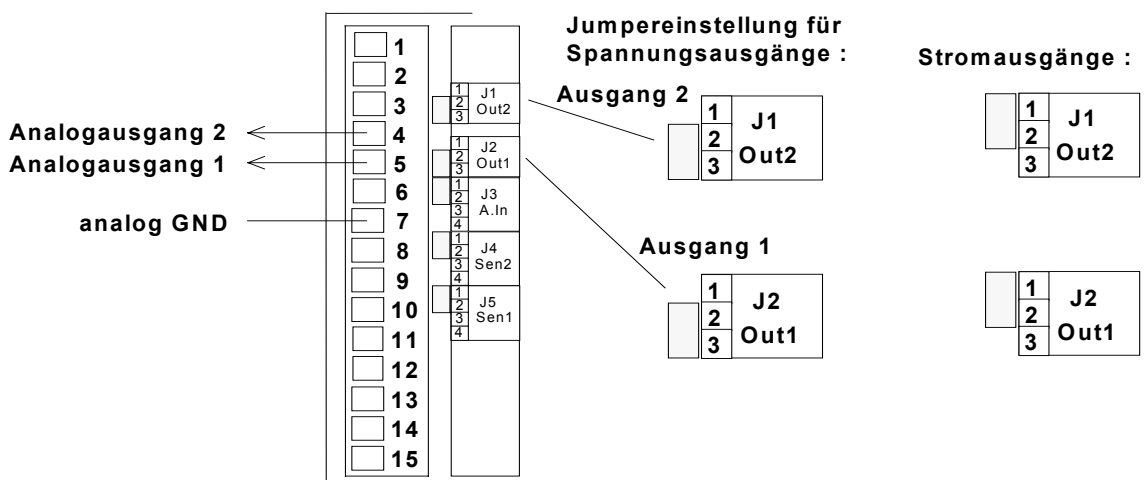 Jumpereinstellung für
Spannungsausgänge :
Stromausgänge :
Analogausgang 2
Analogausgang 1
analog GND
1
2
3
4
5
6
7
8
9
10
11
12
13
14
15
1
2
3
J1
Out2
1
2
3
J2
Out1
1
2
3
4
J3
A.In
1
2
3
4
J4
Sen2
1
2
3
4
J5
Sen1
Ausgang 2
1
2
3
J1
Out2
Ausgang 1
1
2
3
J2
Out1
1
2
3
J1
Out2
1
2
3
J2
Out1